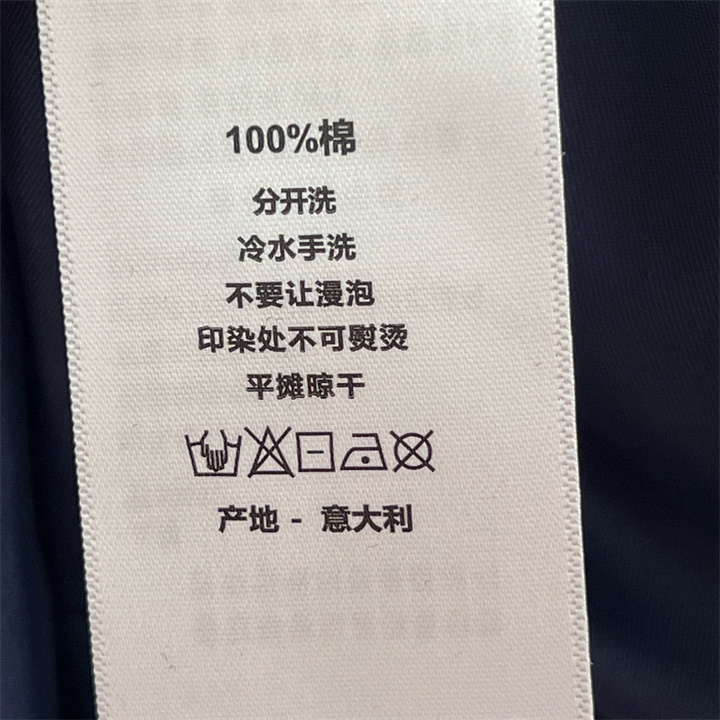 100%棉
分开洗
冷水手洗
不要让漫泡
印染处不可熨烫
平摊晾干
产地 - 意大利